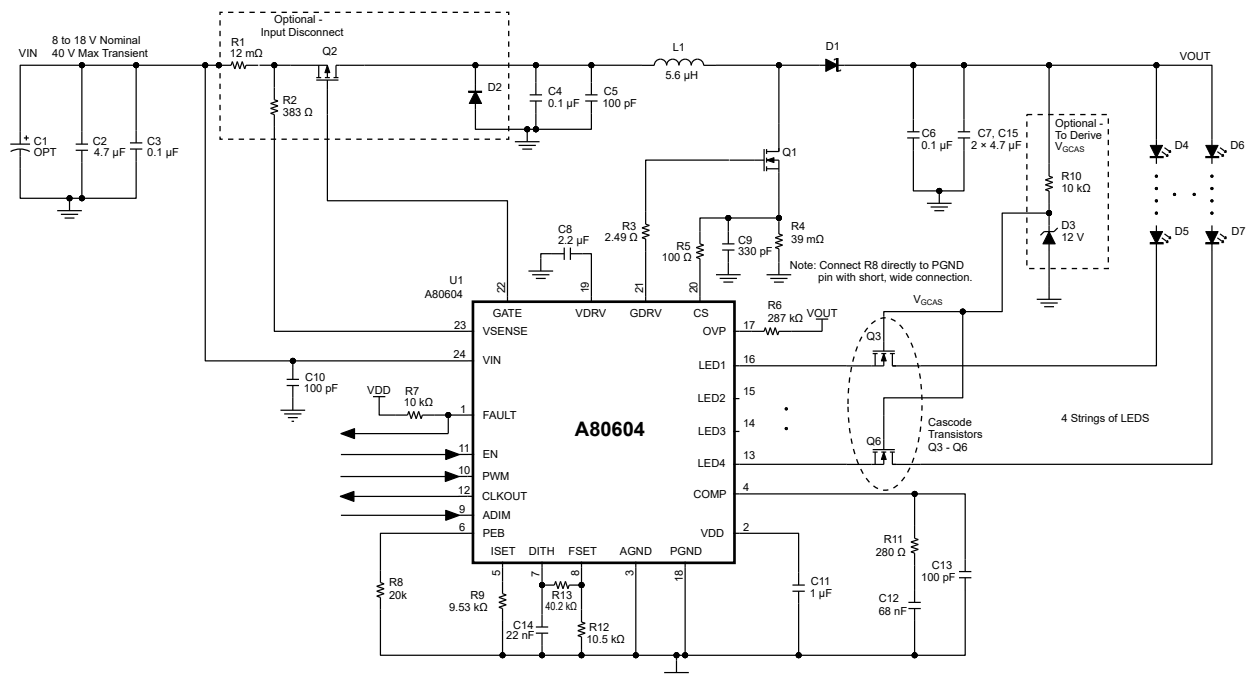 8 to 18 V Nominal
40 V Max Transient
VIN
Optional -
Input Disconnect
R1
12 mΩ
Q2
R2
383 Ω
D2
C1
OPT
+
C2
4.7 µF
C3
0.1 µF
C4
0.1 µF
C5
100 pF
L1
5.6 µH
D1
VOUT
Q1
C6
0.1 µF
C7, C15
2 × 4.7 µF
Optional -
To Derive
VGCAS
R10
10 kΩ
D3
12 V
D4
D6
D5
D7
R3
2.49 Ω
R5
100 Ω
C9
330 pF
R4
39 mΩ
Note: Connect R8 directly to PGND
pin with short, wide connection.
C8
2.2 µF
U1
A80604
22
19
21
20
GATE
VDRV
GDRV
CS
23
VSENSE
24
VIN
C10
100 pF
VDD
R7
10 kΩ
1
FAULT
11
EN
10
PWM
12
CLKOUT
9
ADIM
6
PEB
A80604
OVP
17
R6
287 kΩ
VOUT
LED1
16
LED2
15
LED3
14
LED4
13
COMP
4
VDD
2
VGCAS
Q3
Q6
Cascode
Transistors
Q3 - Q6
4 Strings of LEDS
ISET
DITH
FSET
AGND
PGND
5
7
8
3
18
R8
20k
R9
9.53 kΩ
R13
40.2 kΩ
C14
22 nF
R12
10.5 kΩ
C11
1 µF
R11
280 Ω
C12
68 nF
C13
100 pF